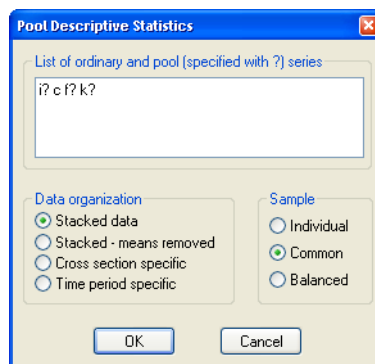 Pool Descriptive Statistics
List of ordinary and pool (specified with ?) series
i? c f? k?
Data organization
Stacked data
Stacked - means removed
Cross section specific
Time period specific
Sample
Individual
Common
Balanced
OK
Cancel